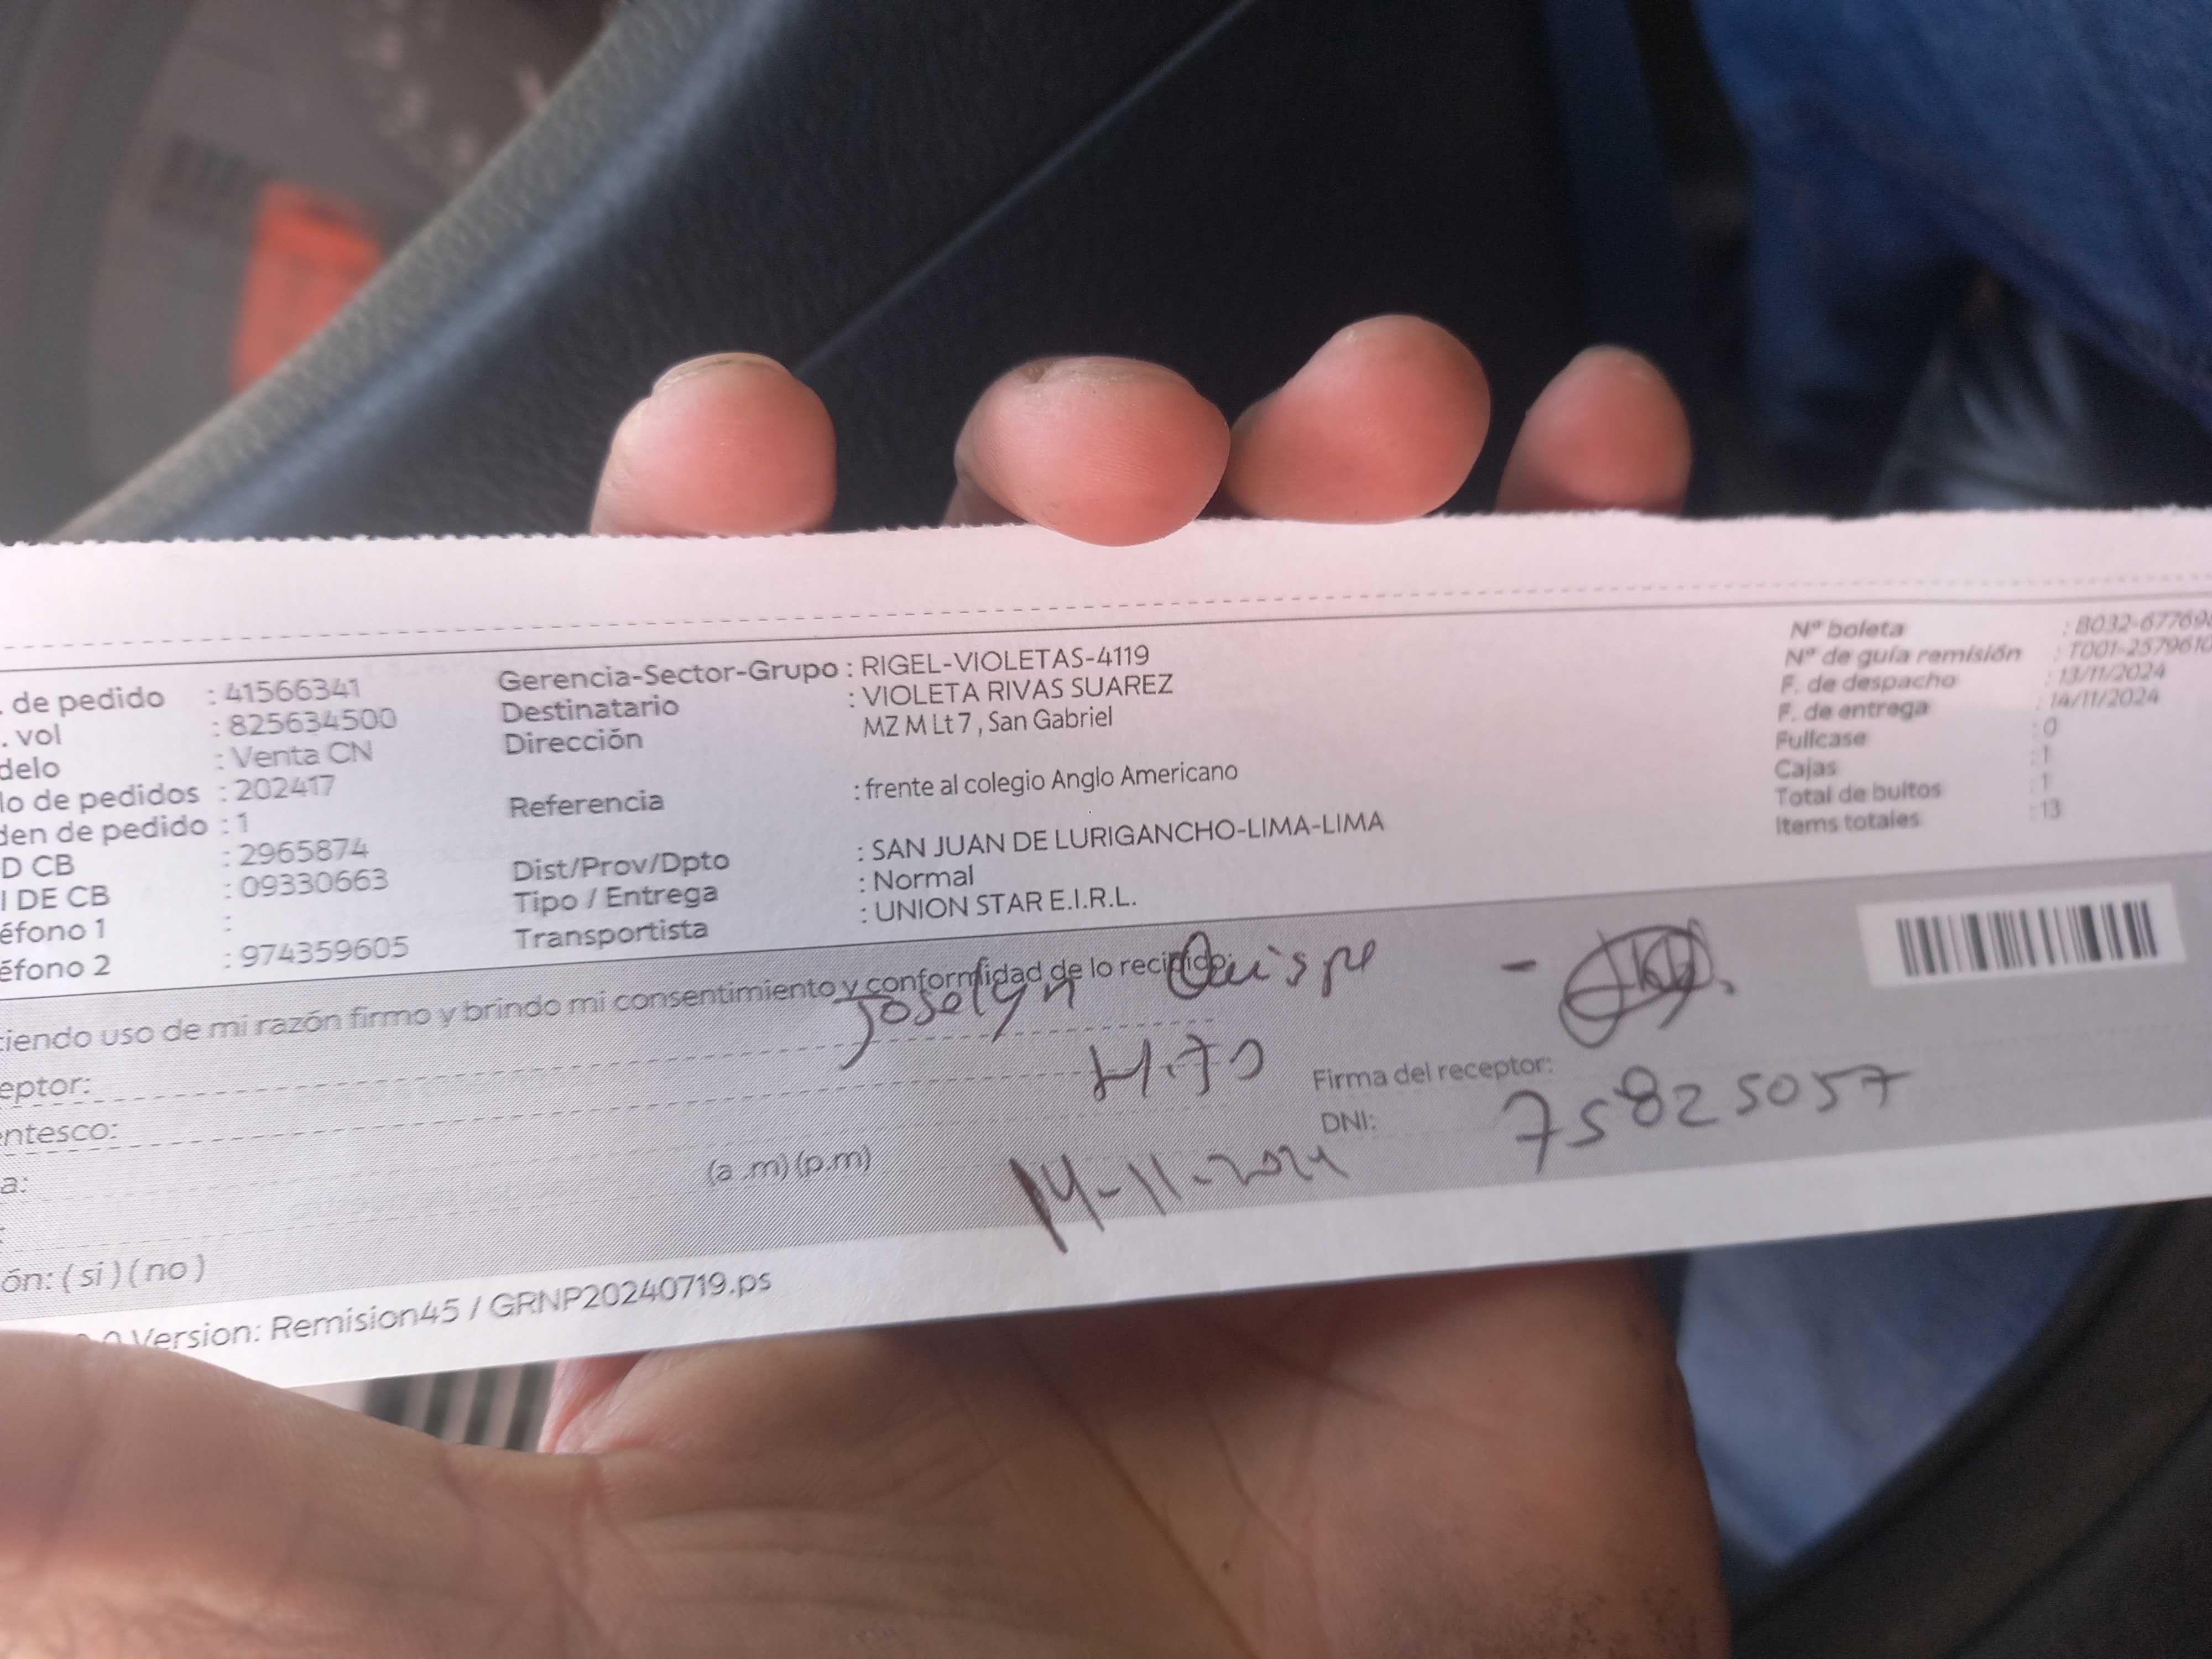 . de pedido : 41566341
. vol : 825634500
delo : Venta CN
lo de pedidos : 202417
den de pedido : 1
D CB : 2965874
I DE CB : 09330663
éfono 1 :
éfono 2 : 974359605
Gerencia-Sector-Grupo : RIGEL-VIOLETAS-4119
Destinatario : VIOLETA RIVAS SUAREZ
Dirección MZ M Lt 7 , San Gabriel
Referencia : frente al colegio Anglo Americano
Dist/Prov/Dpto : SAN JUAN DE LURIGANCHO-LIMA-LIMA
Tipo / Entrega : Normal
Transportista : UNION STAR E.I.R.L.
Nº boleta : B032-677698
Nº de guía remisión : T001-2579610
F. de despacho : 13/11/2024
F. de entrega : 14/11/2024
Fullcase : 0
Cajas : 1
Total de bultos : 1
Items totales : 13
ciendo uso de mi razón firmo y brindo mi consentimiento y conformidad de lo recibido:
eptor: Joselyn Quispe -
entesco: Firma del receptor:
a: (a .m) (p.m) 14-11-2024 DNI: 75825057
:
ón: ( si ) ( no )
Version: Remision45 / GRNP20240719.ps